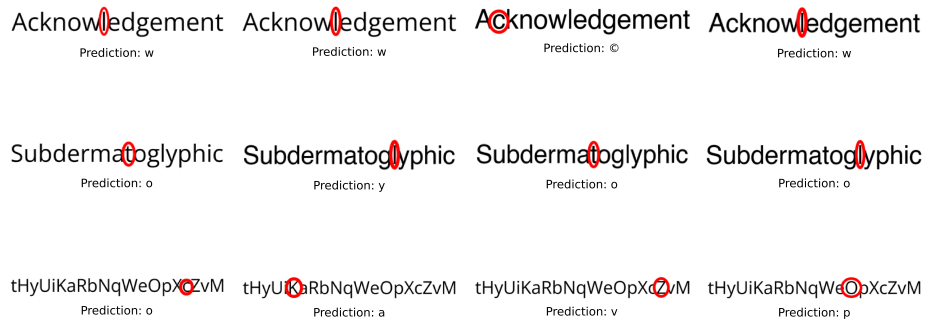 Acknowledgement Acknowledgement Acknowledgement Acknowledgement
Prediction: w Prediction: w Prediction: © Prediction: w
Subdermatoglyphic Subdermatoglyphic Subdermatoglyphic Subdermatoglyphic
Prediction: o Prediction: y Prediction: o Prediction: o
tHyUiKaRbNqWeOpXcZvM tHyUiKaRbNqWeOpXcZvM tHyUiKaRbNqWeOpXcZvM tHyUiKaRbNqWeOpXcZvM
Prediction: o Prediction: a Prediction: v Prediction: p